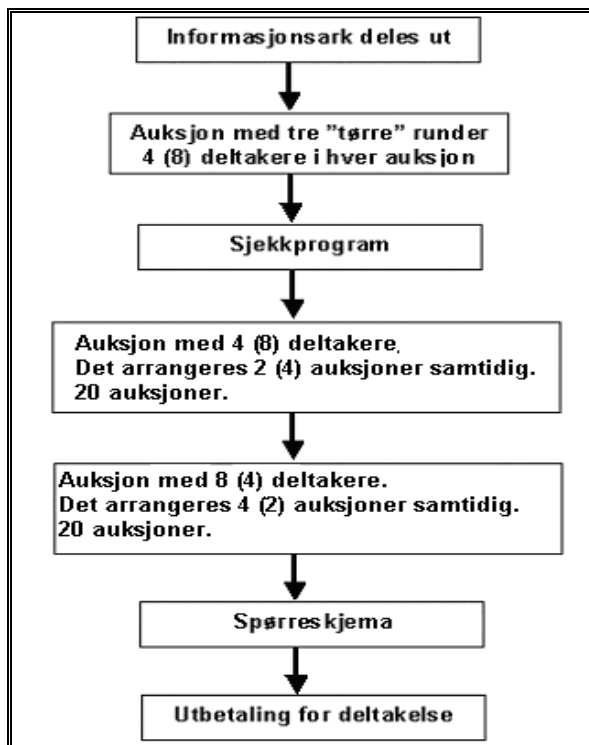 Informasjonsark deles ut
Auksjon med tre ”tørre” runder
4 (8) deltakere i hver auksjon
Sjekkprogram
Auksjon med 4 (8) deltakere.
Det arrangeres 2 (4) auksjoner samtidig.
20 auksjoner.
Auksjon med 8 (4) deltakere.
Det arrangeres 4 (2) auksjoner samtidig.
20 auksjoner.
Spørreskjema
Utbetaling for deltakelse